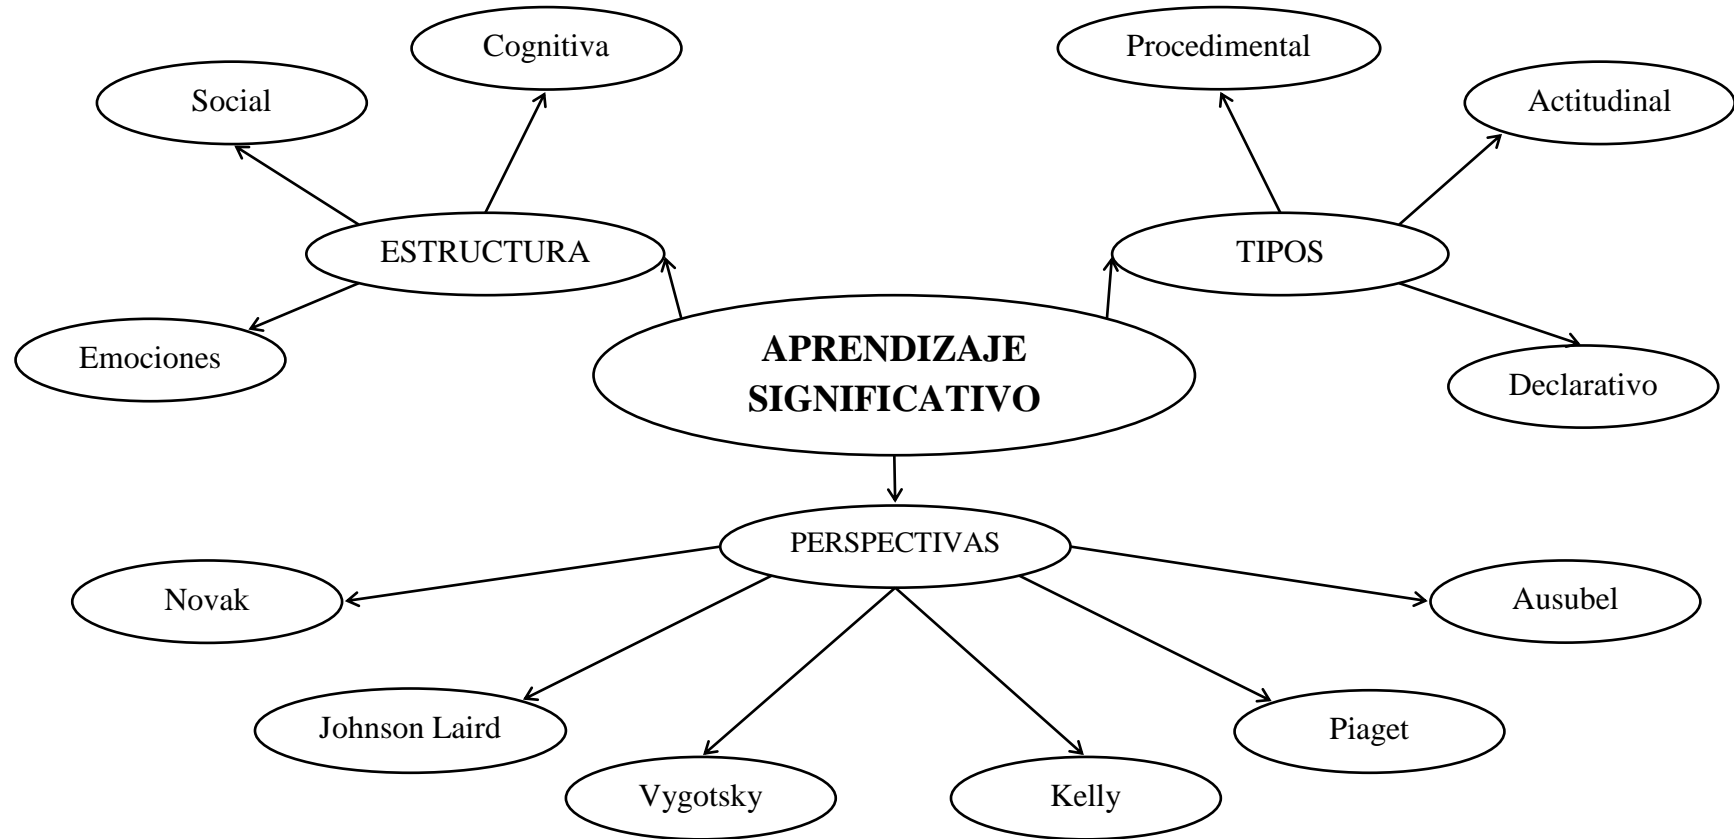 Cognitiva
Procedimental
Social
Actitudinal
ESTRUCTURA
TIPOS
Emociones
APRENDIZAJE
SIGNIFICATIVO
Declarativo
PERSPECTIVAS
Novak
Ausubel
Johnson Laird
Piaget
Vygotsky
Kelly